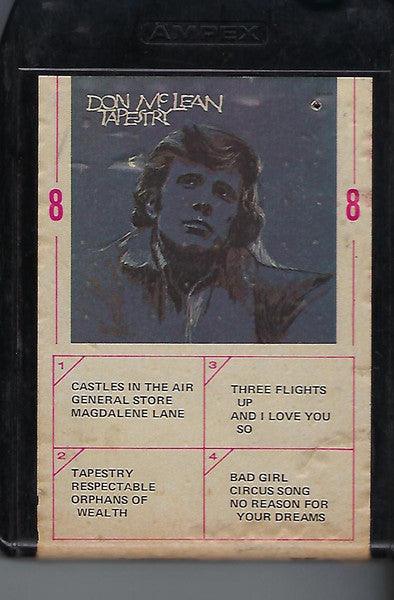 AMPEX
DON McLEAN
TAPESTRY
8
8
1
CASTLES IN THE AIR
GENERAL STORE
MAGDALENE LANE
3
THREE FLIGHTS
UP
AND I LOVE YOU
SO
2
TAPESTRY
RESPECTABLE
ORPHANS OF
WEALTH
4
BAD GIRL
CIRCUS SONG
NO REASON FOR
YOUR DREAMS